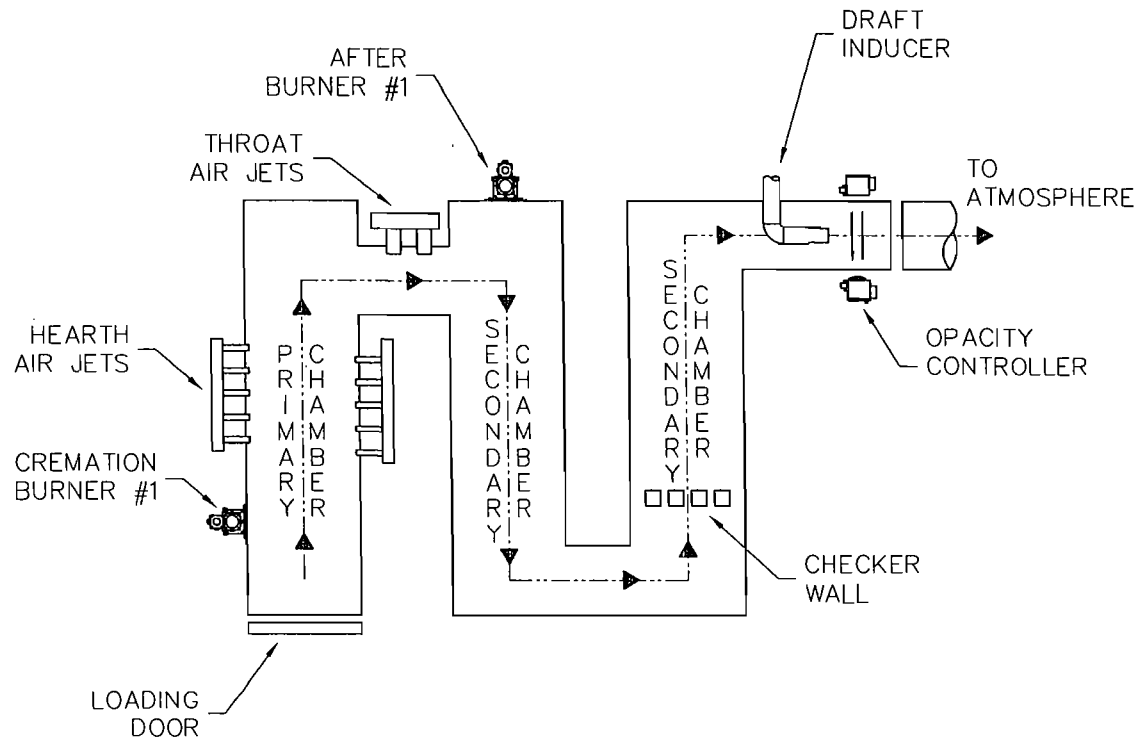 DRAFT
INDUCER
AFTER
BURNER #1
THROAT
AIR JETS
TO
ATMOSPHERE
HEARTH
AIR JETS
PRIMARY
CHAMBER
SECONDARY
CHAMBER
SECONDARY
CHAMBER
OPACITY
CONTROLLER
CREMATION
BURNER #1
CHECKER
WALL
LOADING
DOOR